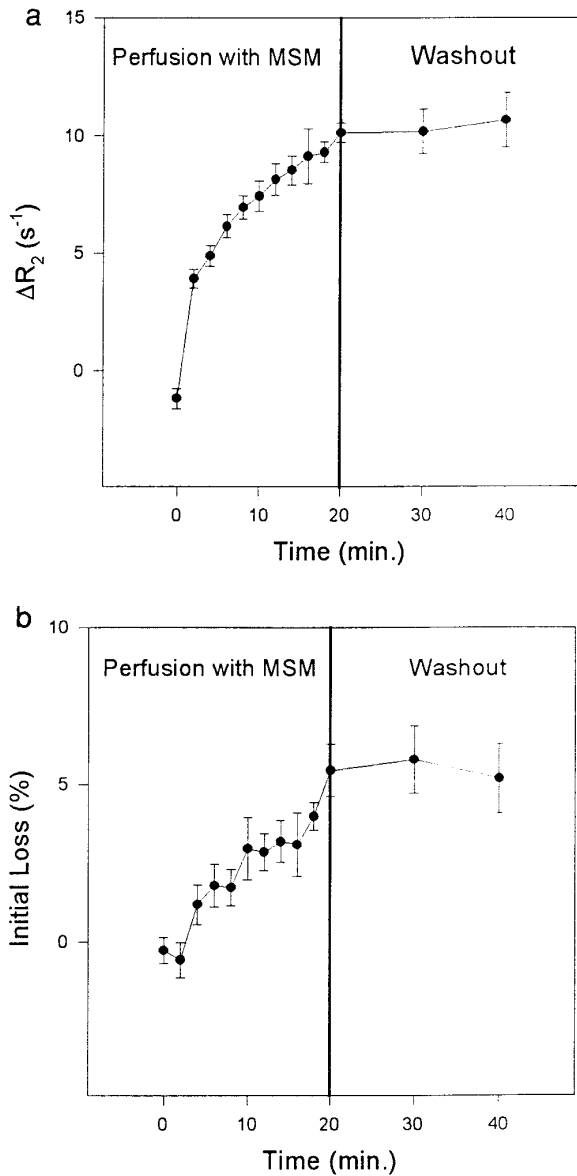 a
Perfusion with MSM
Washout
15
10
5
0
ΔR₂ (s⁻¹)
0 10 20 30 40
Time (min.)
b
Perfusion with MSM
Washout
10
5
0
Initial Loss (%)
0 10 20 30 40
Time (min.)